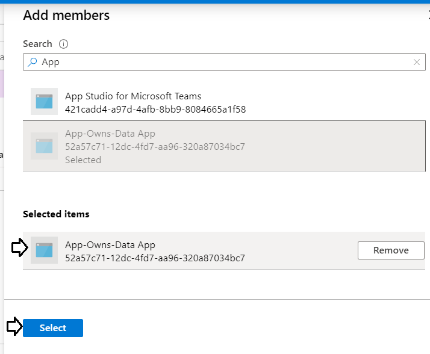 Add members
Search
App
App Studio for Microsoft Teams
421cadd4-a97d-4afb-8bb9-8084665a1f58
App-Owns-Data App
52a57c71-12dc-4fd7-aa96-320a87034bc7
Selected
Selected items
App-Owns-Data App
52a57c71-12dc-4fd7-aa96-320a87034bc7
Remove
Select